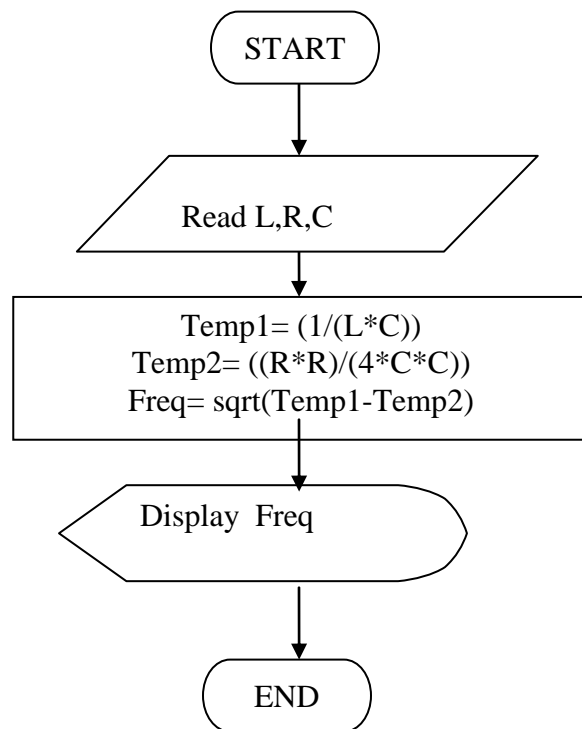 START
Read L,R,C
Temp1= (1/(L*C))
Temp2= ((R*R)/(4*C*C))
Freq= sqrt(Temp1-Temp2)
Display Freq
END